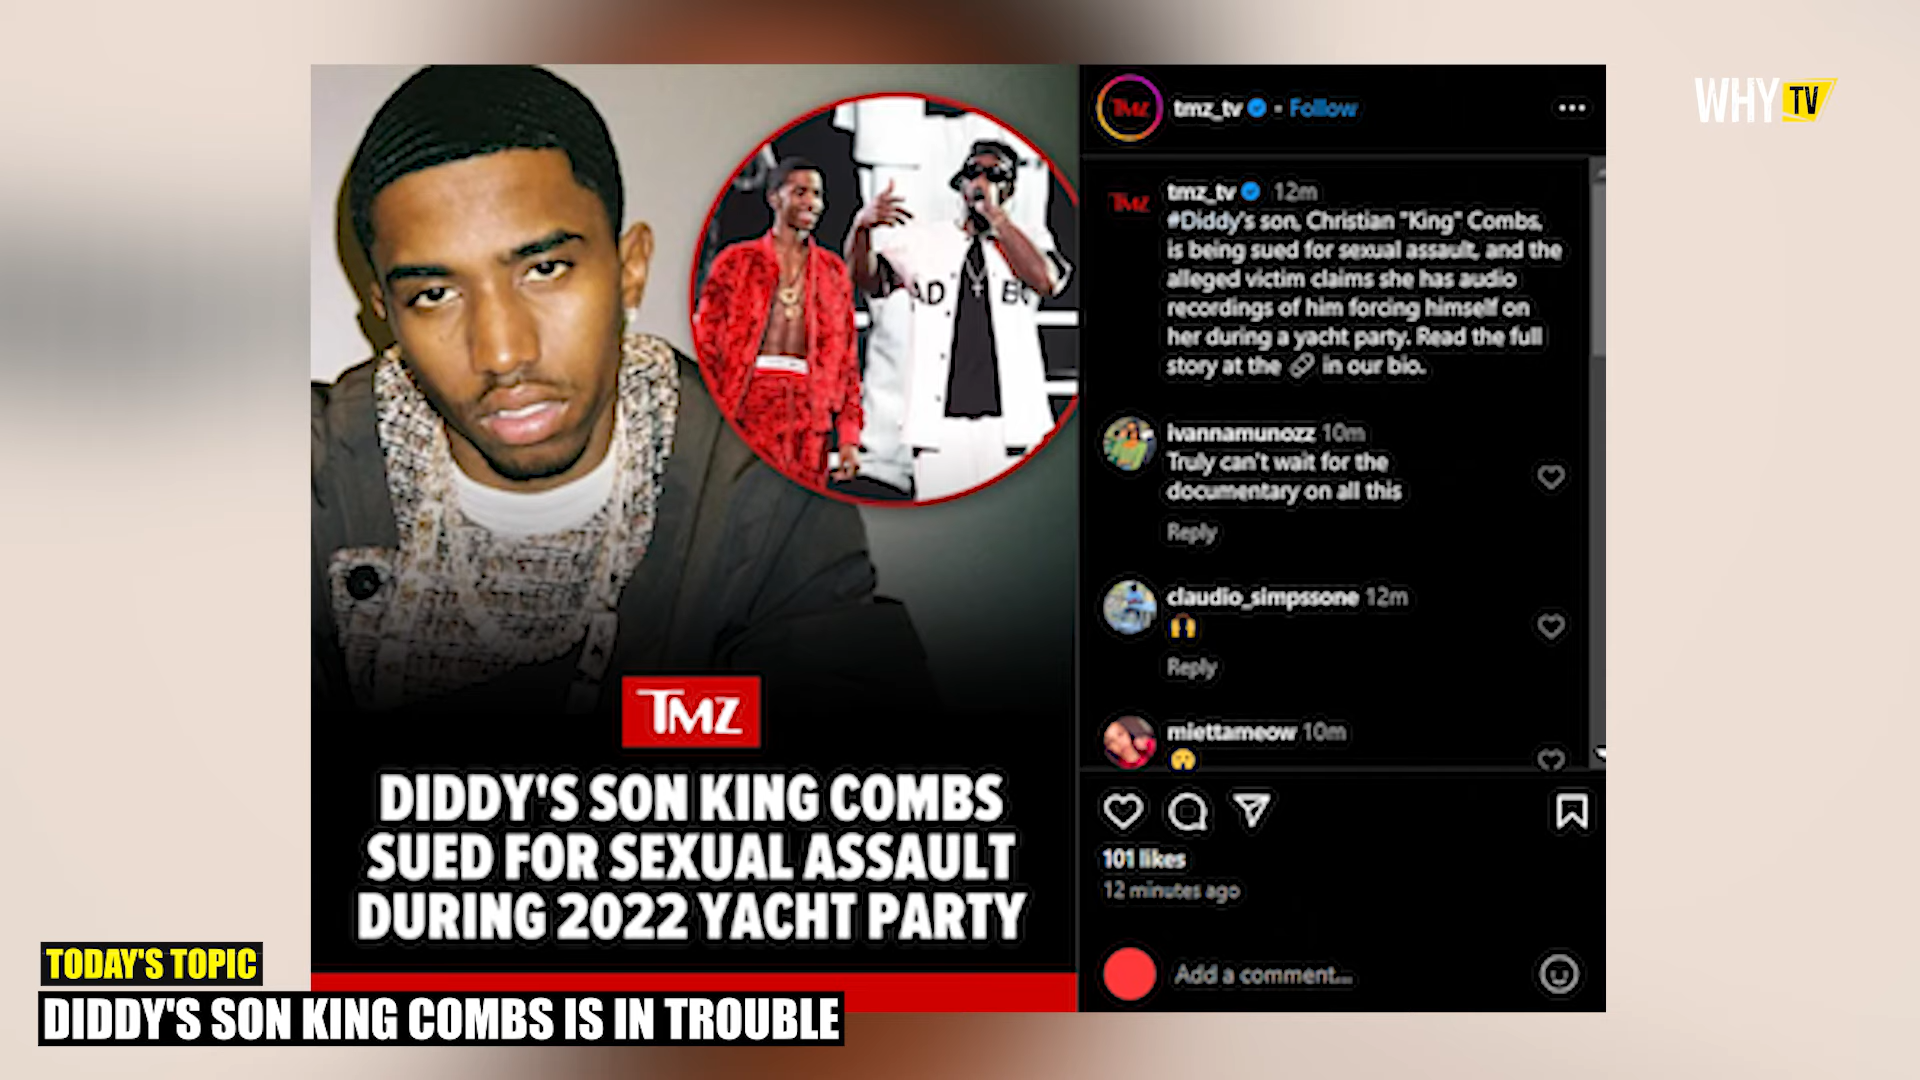 WHY TV
TMZ
tmz_tv • Follow
TMZ
tmz_tv 12m
#Diddy's son, Christian "King" Combs,
is being sued for sexual assault, and the
alleged victim claims she has audio
recordings of him forcing himself on
her during a yacht party. Read the full
story at the in our bio.
ivannamunozz 10m
Truly can't wait for the
documentary on all this
Reply
claudio_simpssone 12m
Reply
miettameow 10m
101 likes
12 minutes ago
Add a comment...
AD B
TMZ
DIDDY'S SON KING COMBS
SUED FOR SEXUAL ASSAULT
DURING 2022 YACHT PARTY
TODAY'S TOPIC
DIDDY'S SON KING COMBS IS IN TROUBLE